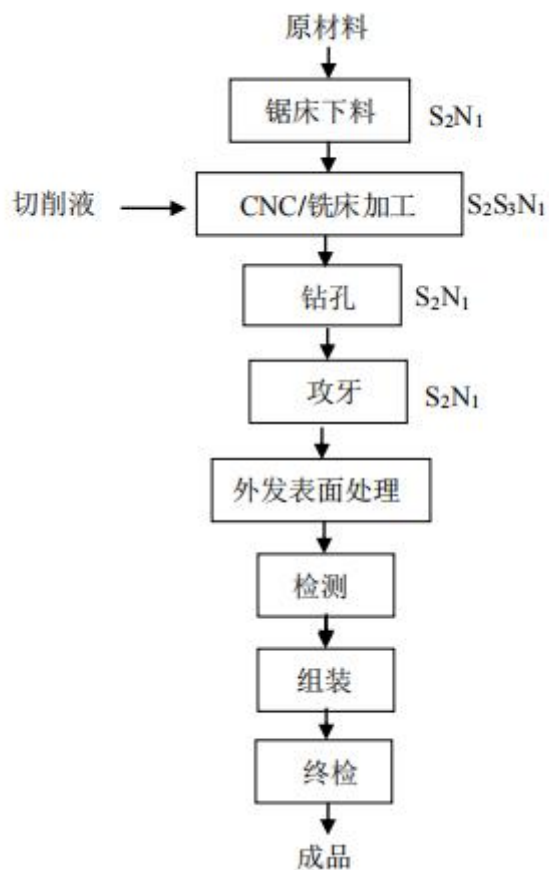 原材料
锯床下料 S₂N₁
切削液 CNC/铣床加工 S₂S₃N₁
钻孔 S₂N₁
攻牙 S₂N₁
外发表面处理
检测
组装
终检
成品